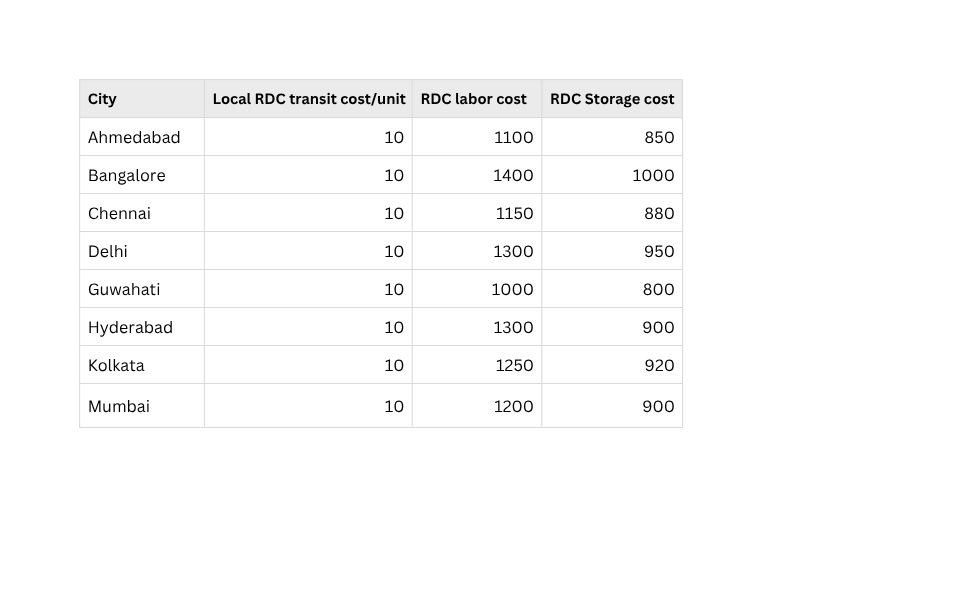 City Local RDC transit cost/unit RDC labor cost RDC Storage cost
Ahmedabad 10 1100 850
Bangalore 10 1400 1000
Chennai 10 1150 880
Delhi 10 1300 950
Guwahati 10 1000 800
Hyderabad 10 1300 900
Kolkata 10 1250 920
Mumbai 10 1200 900